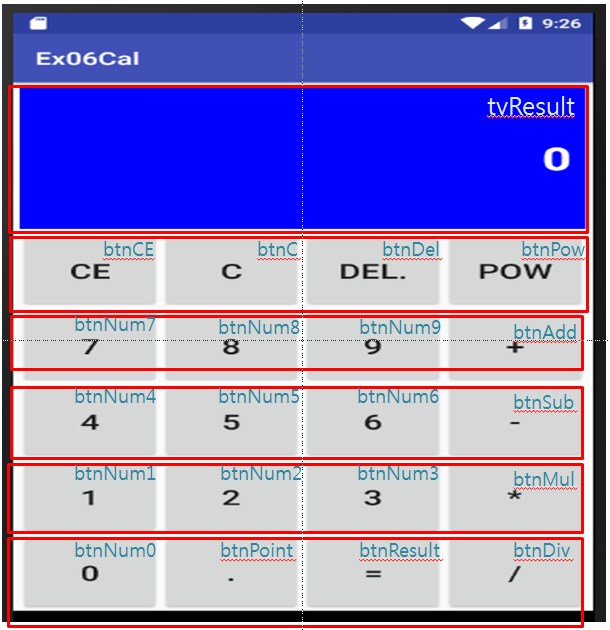 9:26
Ex06Cal
tvResult
0
btnCE btnC btnDel btnPow
CE C DEL. POW
btnNum7 btnNum8 btnNum9 btnAdd
7 8 9 +
btnNum4 btnNum5 btnNum6 btnSub
4 5 6 -
btnNum1 btnNum2 btnNum3 btnMul
1 2 3 *
btnNum0 btnPoint btnResult btnDiv
0 . = /